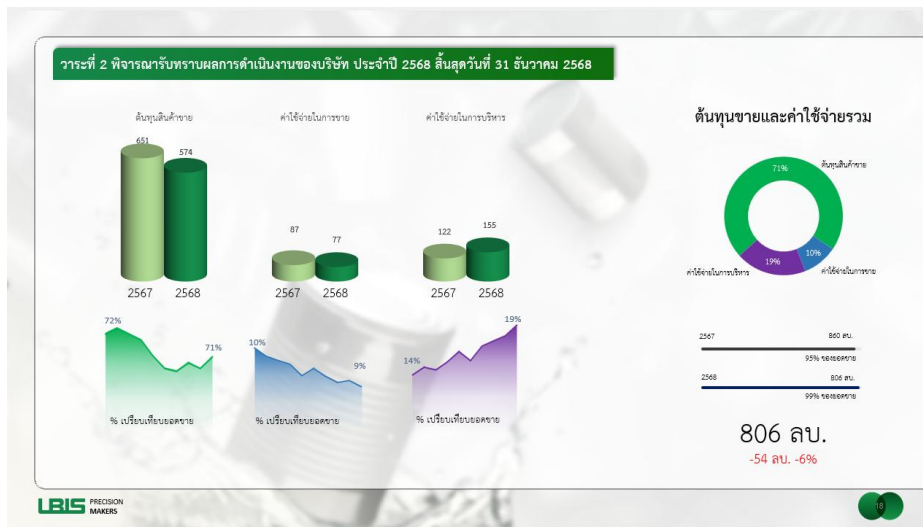 วาระที่ 2 พิจารณารับทราบผลการดำเนินงานของบริษัท ประจำปี 2568 สิ้นสุดวันที่ 31 ธันวาคม 2568
ต้นทุนสินค้าขาย
651
574
2567 2568
ค่าใช้จ่ายในการขาย
87
77
2567 2568
ค่าใช้จ่ายในการบริหาร
122
155
2567 2568
72%
71%
% เปรียบเทียบยอดขาย
10%
9%
% เปรียบเทียบยอดขาย
14%
19%
% เปรียบเทียบยอดขาย
ต้นทุนขายและค่าใช้จ่ายรวม
71%
ต้นทุนสินค้าขาย
19%
ค่าใช้จ่ายในการบริหาร
10%
ค่าใช้จ่ายในการขาย
2567 860 ลบ.
95% ของยอดขาย
2568 806 ลบ.
99% ของยอดขาย
806 ลบ.
-54 ลบ. -6%
LBIS PRECISION
MAKERS
18